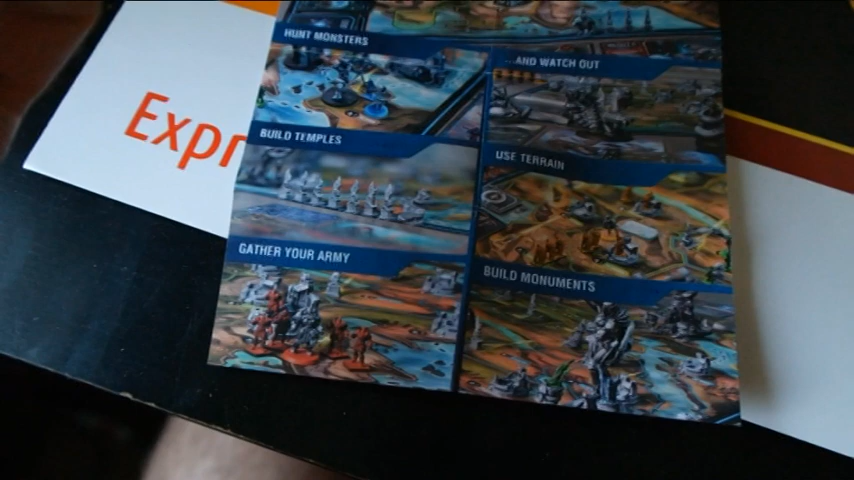 HUNT MONSTERS
...AND WATCH OUT
BUILD TEMPLES
USE TERRAIN
GATHER YOUR ARMY
BUILD MONUMENTS
Expr